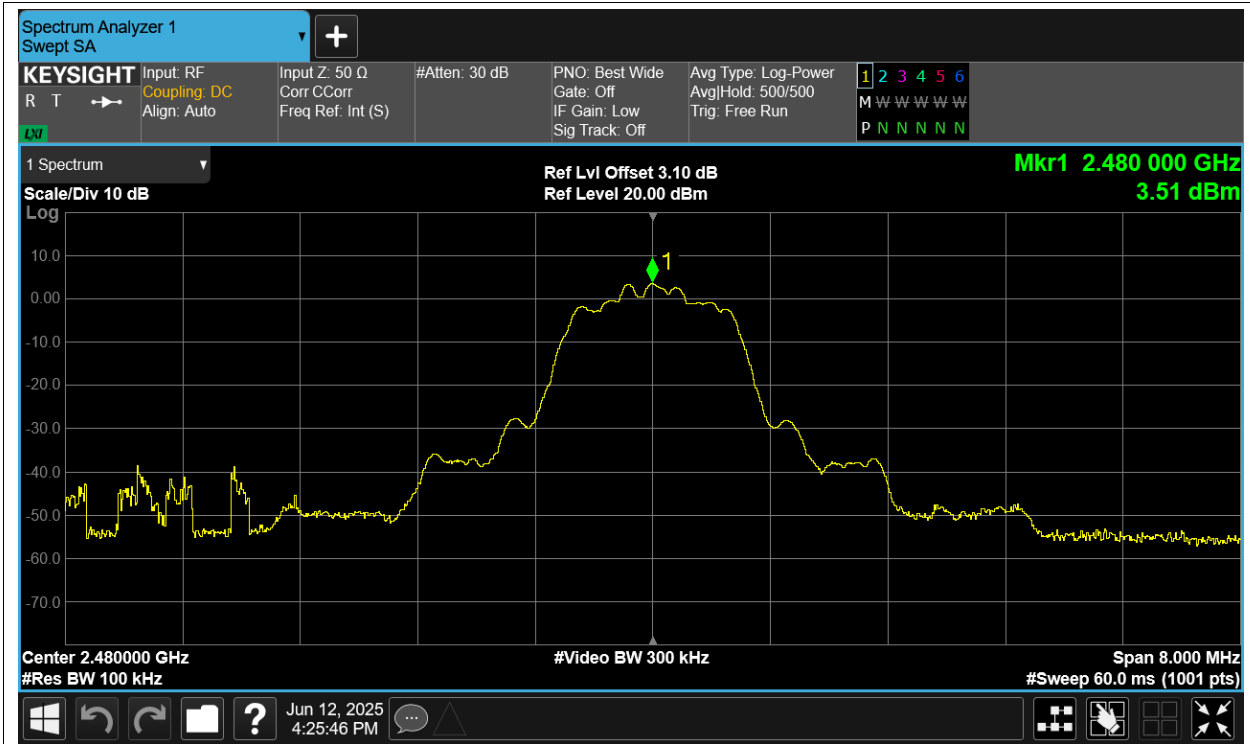 Spectrum Analyzer 1
Swept SA
KEYSIGHT
R T
LXI
Input: RF
Coupling: DC
Align: Auto
Input Z: 50 Ω
Corr CCorr
Freq Ref: Int (S)
#Atten: 30 dB
PNO: Best Wide
Gate: Off
IF Gain: Low
Sig Track: Off
Avg Type: Log-Power
Avg|Hold: 500/500
Trig: Free Run
1 2 3 4 5 6
M W W W W W
P N N N N N
1 Spectrum
Scale/Div 10 dB
Log
Ref Lvl Offset 3.10 dB
Ref Level 20.00 dBm
Mkr1 2.480 000 GHz
3.51 dBm
1
10.0
0.00
-10.0
-20.0
-30.0
-40.0
-50.0
-60.0
-70.0
Center 2.480000 GHz
#Video BW 300 kHz
Span 8.000 MHz
#Res BW 100 kHz
#Sweep 60.0 ms (1001 pts)
?
Jun 12, 2025
4:25:46 PM